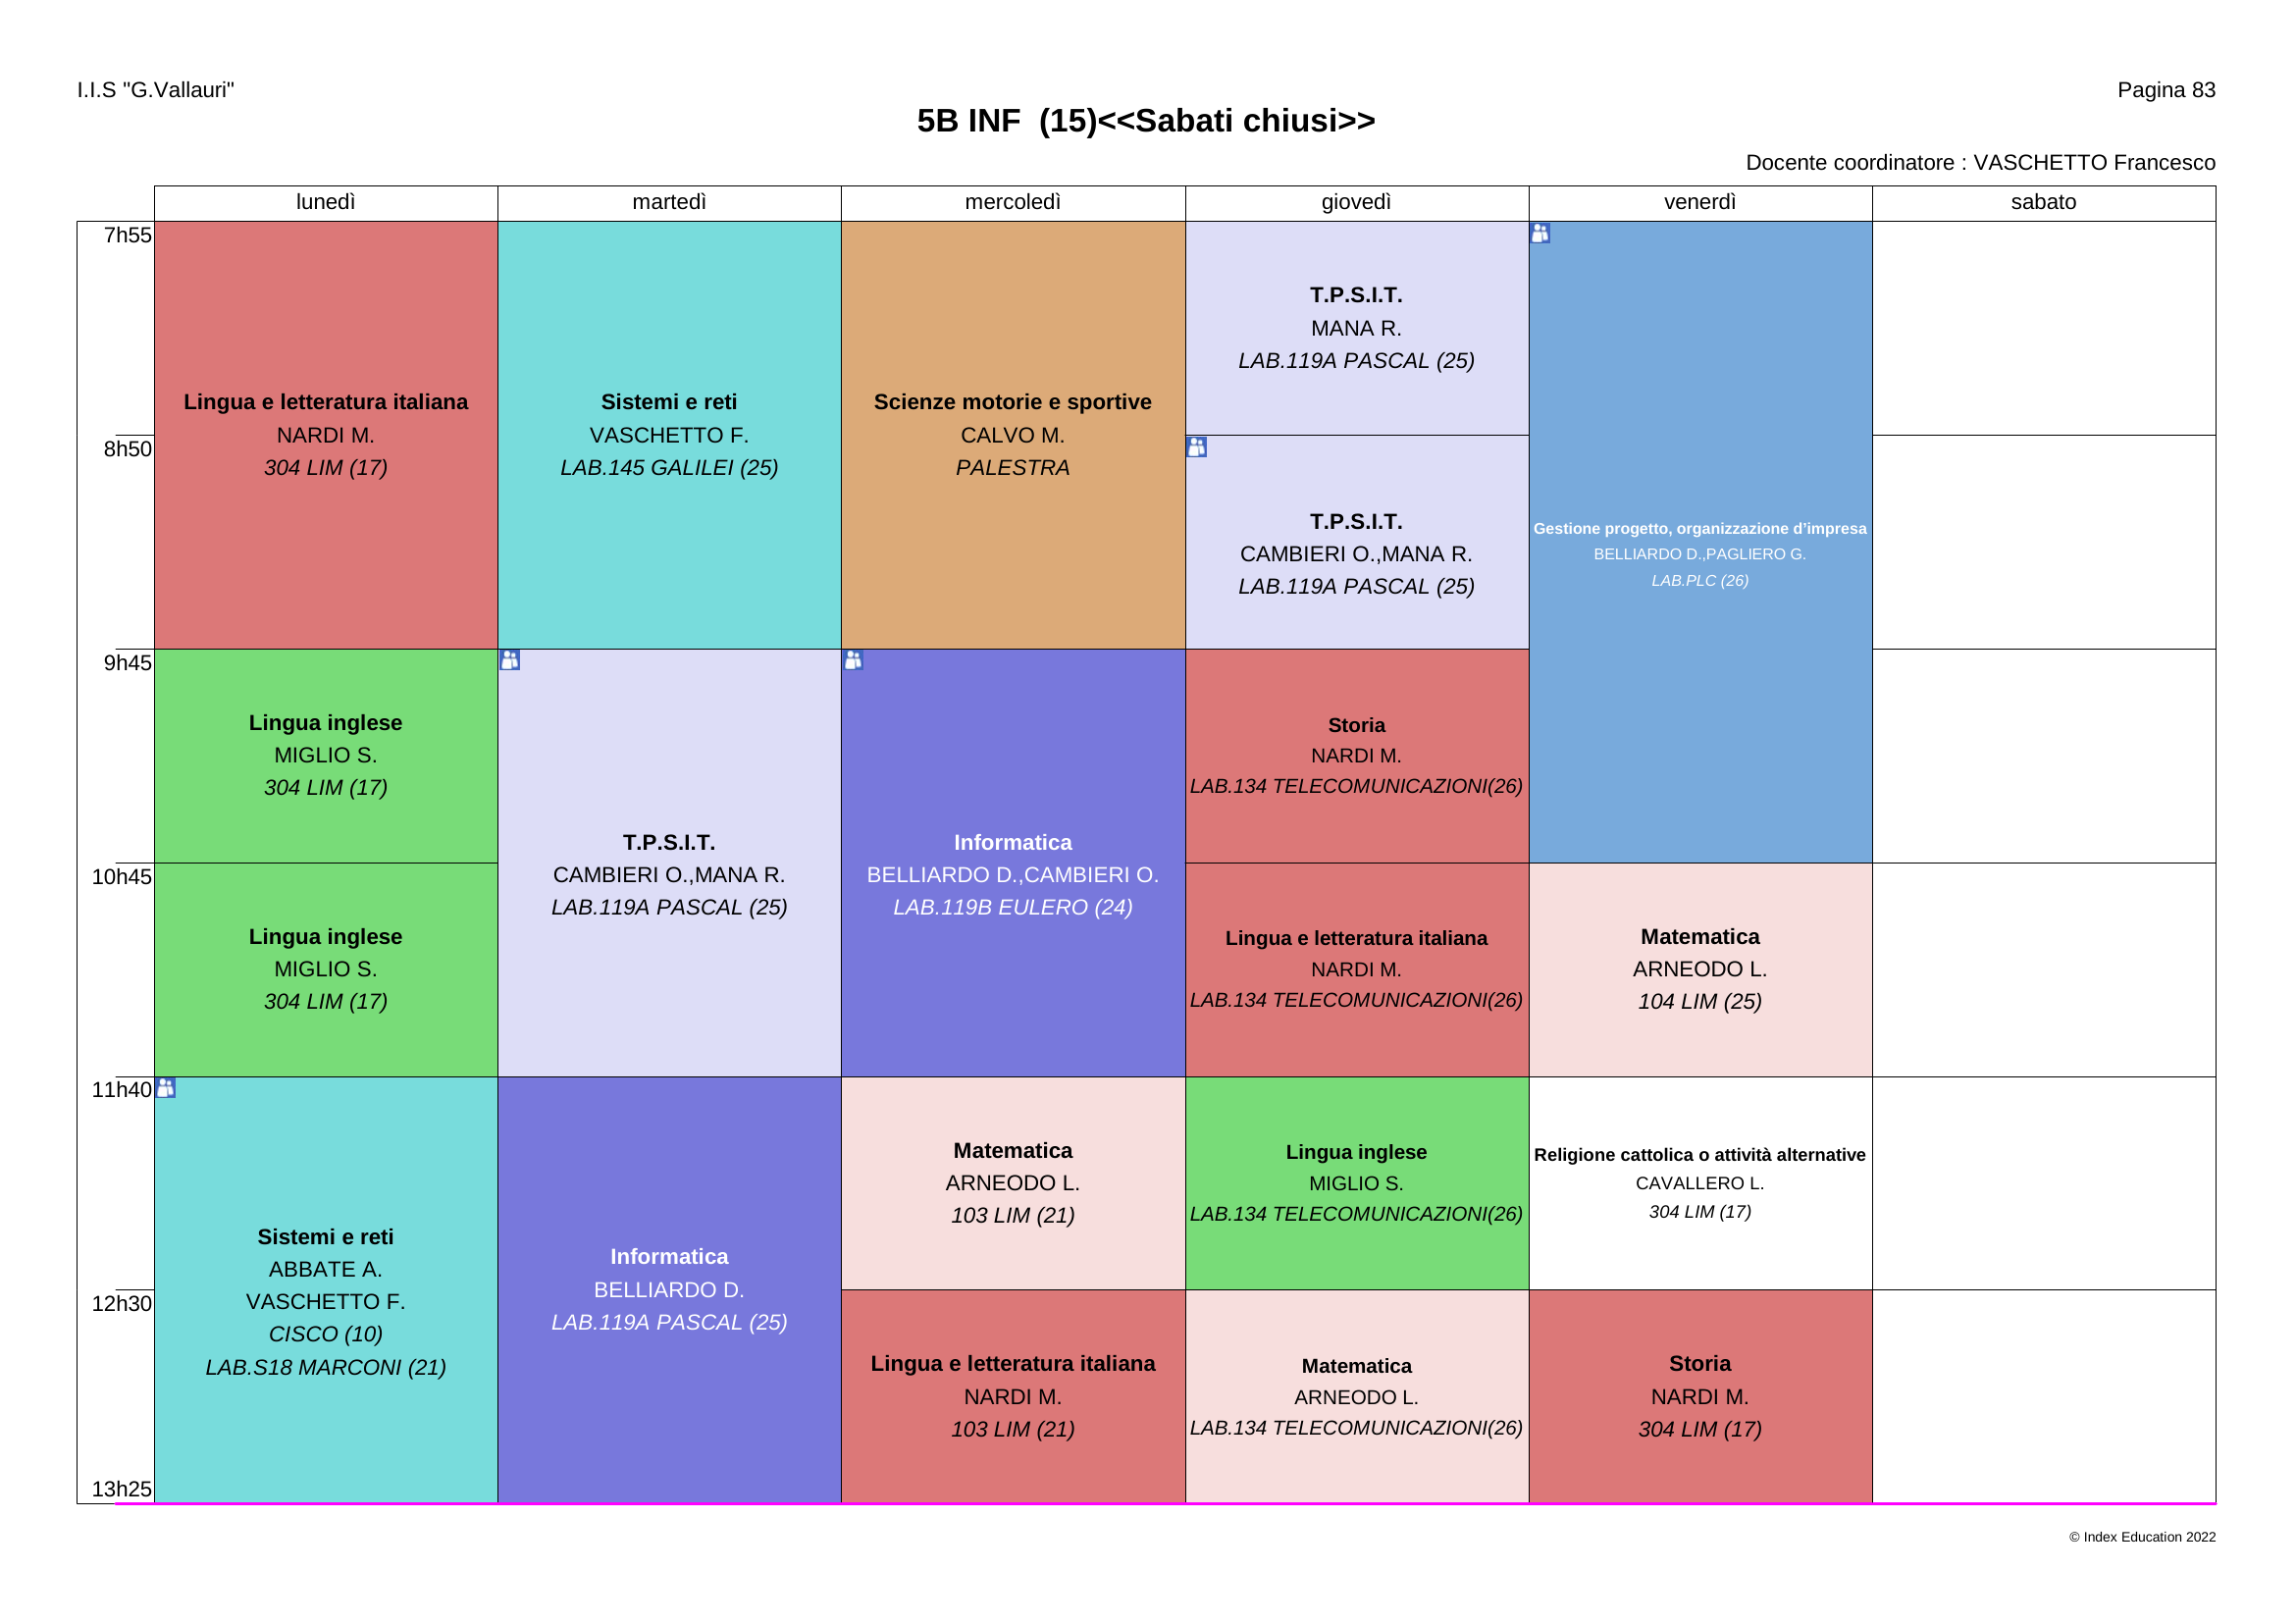 I.I.S "G.Vallauri"
Pagina 83
5B INF  (15)<<Sabati chiusi>>
Docente coordinatore : VASCHETTO Francesco
lunedì
martedì
mercoledì
giovedì
venerdì
sabato
7h55
8h50
9h45
10h45
11h40
12h30
13h25
Lingua e letteratura italiana
NARDI M.
304 LIM (17)
Lingua inglese
MIGLIO S.
304 LIM (17)
Lingua inglese
MIGLIO S.
304 LIM (17)
Sistemi e reti
ABBATE A.
VASCHETTO F.
CISCO (10)
LAB.S18 MARCONI (21)
Sistemi e reti
VASCHETTO F.
LAB.145 GALILEI (25)
T.P.S.I.T.
CAMBIERI O.,MANA R.
LAB.119A PASCAL (25)
Informatica
BELLIARDO D.
LAB.119A PASCAL (25)
Scienze motorie e sportive
CALVO M.
PALESTRA
Informatica
BELLIARDO D.,CAMBIERI O.
LAB.119B EULERO (24)
Matematica
ARNEODO L.
103 LIM (21)
Lingua e letteratura italiana
NARDI M.
103 LIM (21)
T.P.S.I.T.
MANA R.
LAB.119A PASCAL (25)
T.P.S.I.T.
CAMBIERI O.,MANA R.
LAB.119A PASCAL (25)
Storia
NARDI M.
LAB.134 TELECOMUNICAZIONI(26)
Lingua e letteratura italiana
NARDI M.
LAB.134 TELECOMUNICAZIONI(26)
Lingua inglese
MIGLIO S.
LAB.134 TELECOMUNICAZIONI(26)
Matematica
ARNEODO L.
LAB.134 TELECOMUNICAZIONI(26)
Gestione progetto, organizzazione d’impresa
BELLIARDO D.,PAGLIERO G.
LAB.PLC (26)
Matematica
ARNEODO L.
104 LIM (25)
Religione cattolica o attività alternative
CAVALLERO L.
304 LIM (17)
Storia
NARDI M.
304 LIM (17)
© Index Education 2022